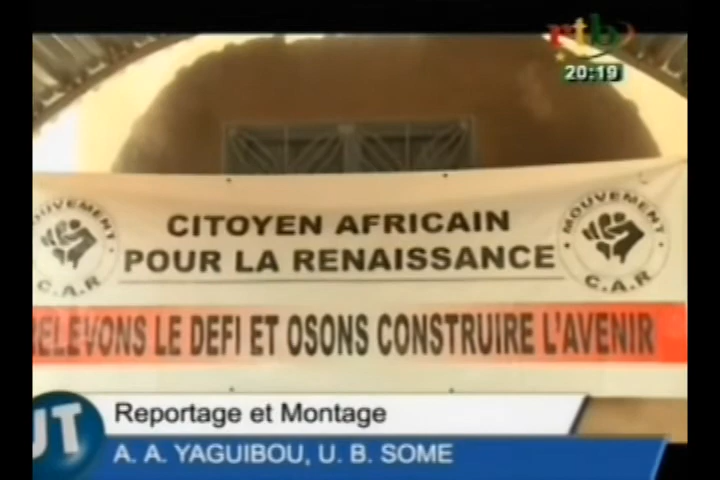 rtb
20:19
MOUVEMENT
C.A.R
CITOYEN AFRICAIN
POUR LA RENAISSANCE
MOUVEMENT
C.A.R
RELEVONS LE DEFI ET OSONS CONSTRUIRE L'AVENIR
JT
Reportage et Montage
A. A. YAGUIBOU, U. B. SOME